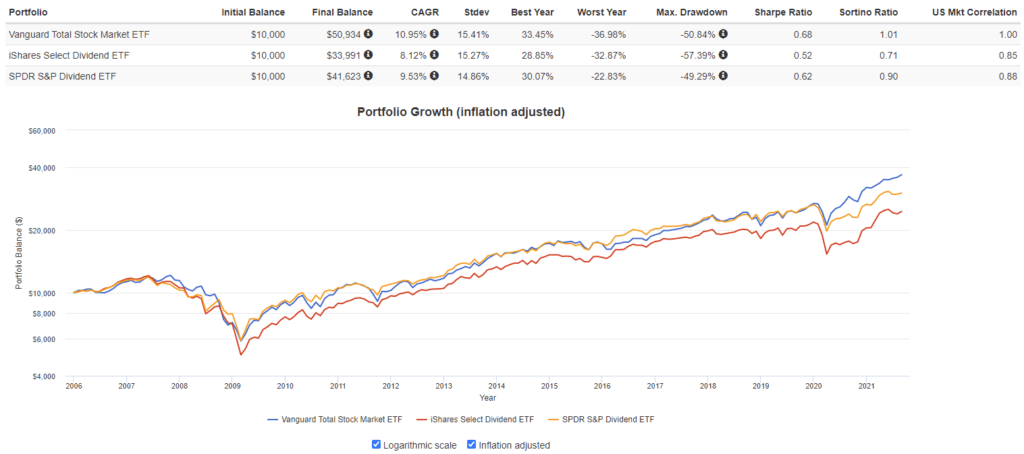 Portfolio Initial Balance Final Balance CAGR Stdev Best Year Worst Year Max. Drawdown Sharpe Ratio Sortino Ratio US Mkt Correlation
Vanguard Total Stock Market ETF $10,000 $50,934 10.95% 15.41% 33.45% -36.98% -50.84% 0.68 1.01 1.00
iShares Select Dividend ETF $10,000 $33,991 8.12% 15.27% 28.85% -32.87% -57.39% 0.52 0.71 0.85
SPDR S&P Dividend ETF $10,000 $41,623 9.53% 14.86% 30.07% -22.83% -49.29% 0.62 0.90 0.88
Portfolio Growth (inflation adjusted)
$60,000
$40,000
$20,000
$10,000
$8,000
$6,000
$4,000
Portfolio Balance ($)
2006 2007 2008 2009 2010 2011 2012 2013 2014 2015 2016 2017 2018 2019 2020 2021
Year
Vanguard Total Stock Market ETF iShares Select Dividend ETF SPDR S&P Dividend ETF
Logarithmic scale Inflation adjusted